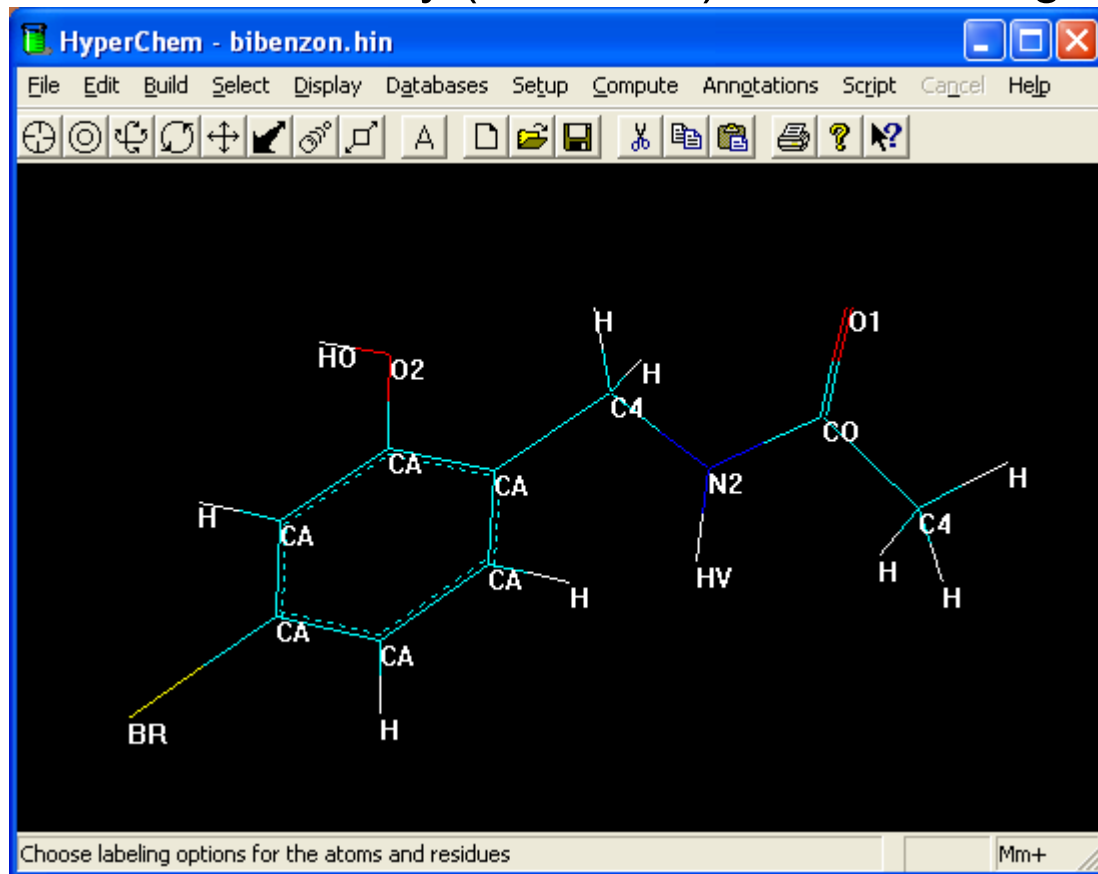 HyperChem - bibenzon.hin
File Edit Build Select Display Databases Setup Compute Annotations Script Cancel Help
A
H O1
HO O2 H
C4 CO
CA CA N2 H
H CA C4
CA H HV H H
CA CA
BR H
Choose labeling options for the atoms and residues Mm+